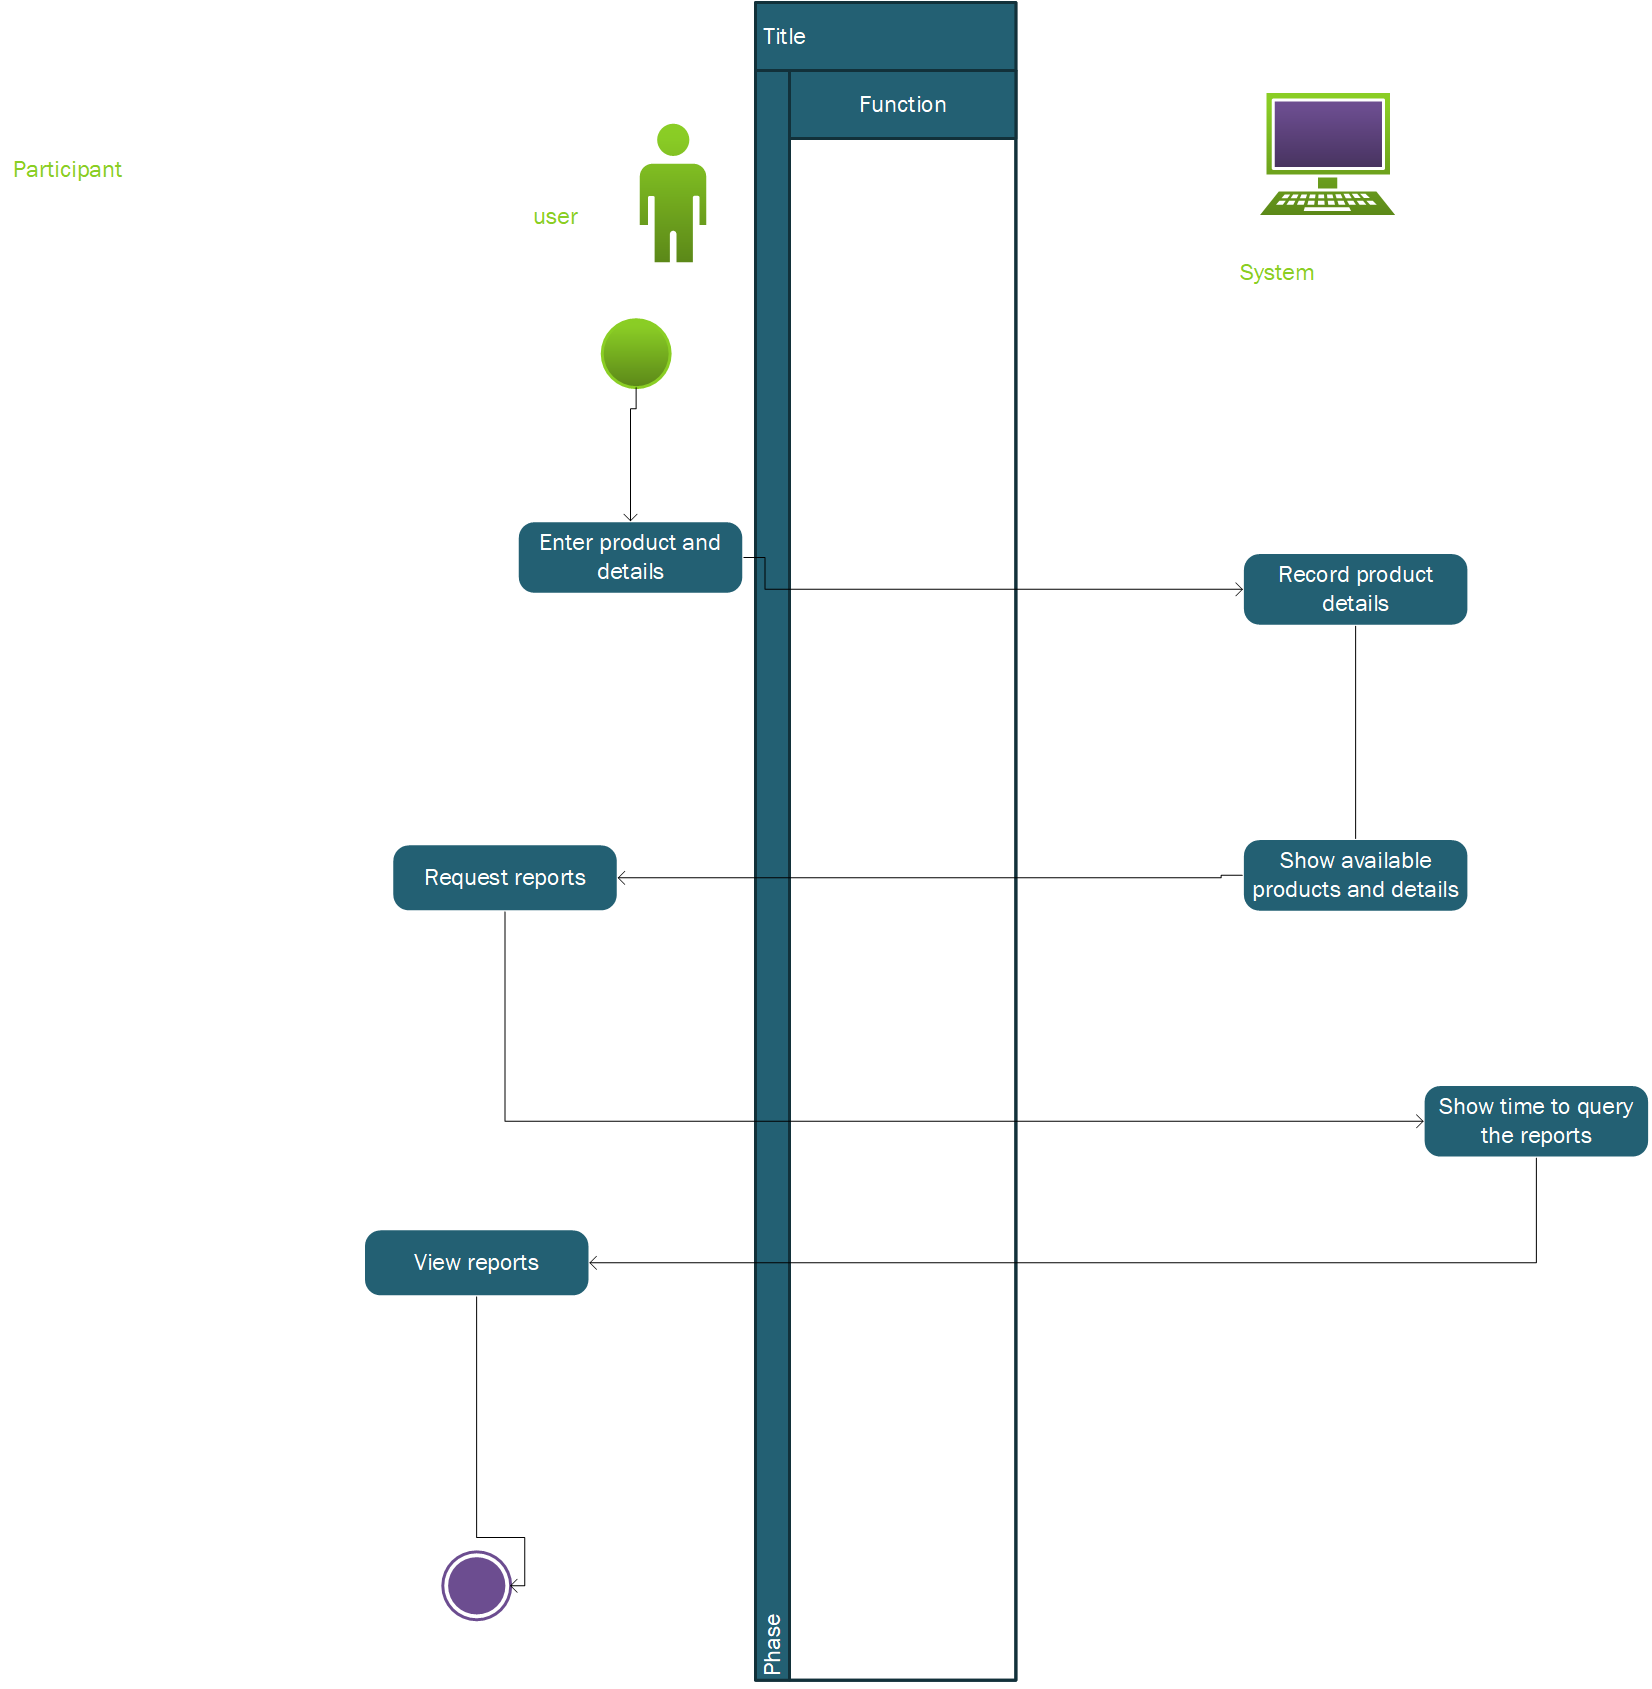 Title
Function
Participant
user
System
Enter product and
details
Record product
details
Show available
products and details
Request reports
Show time to query
the reports
View reports
Phase